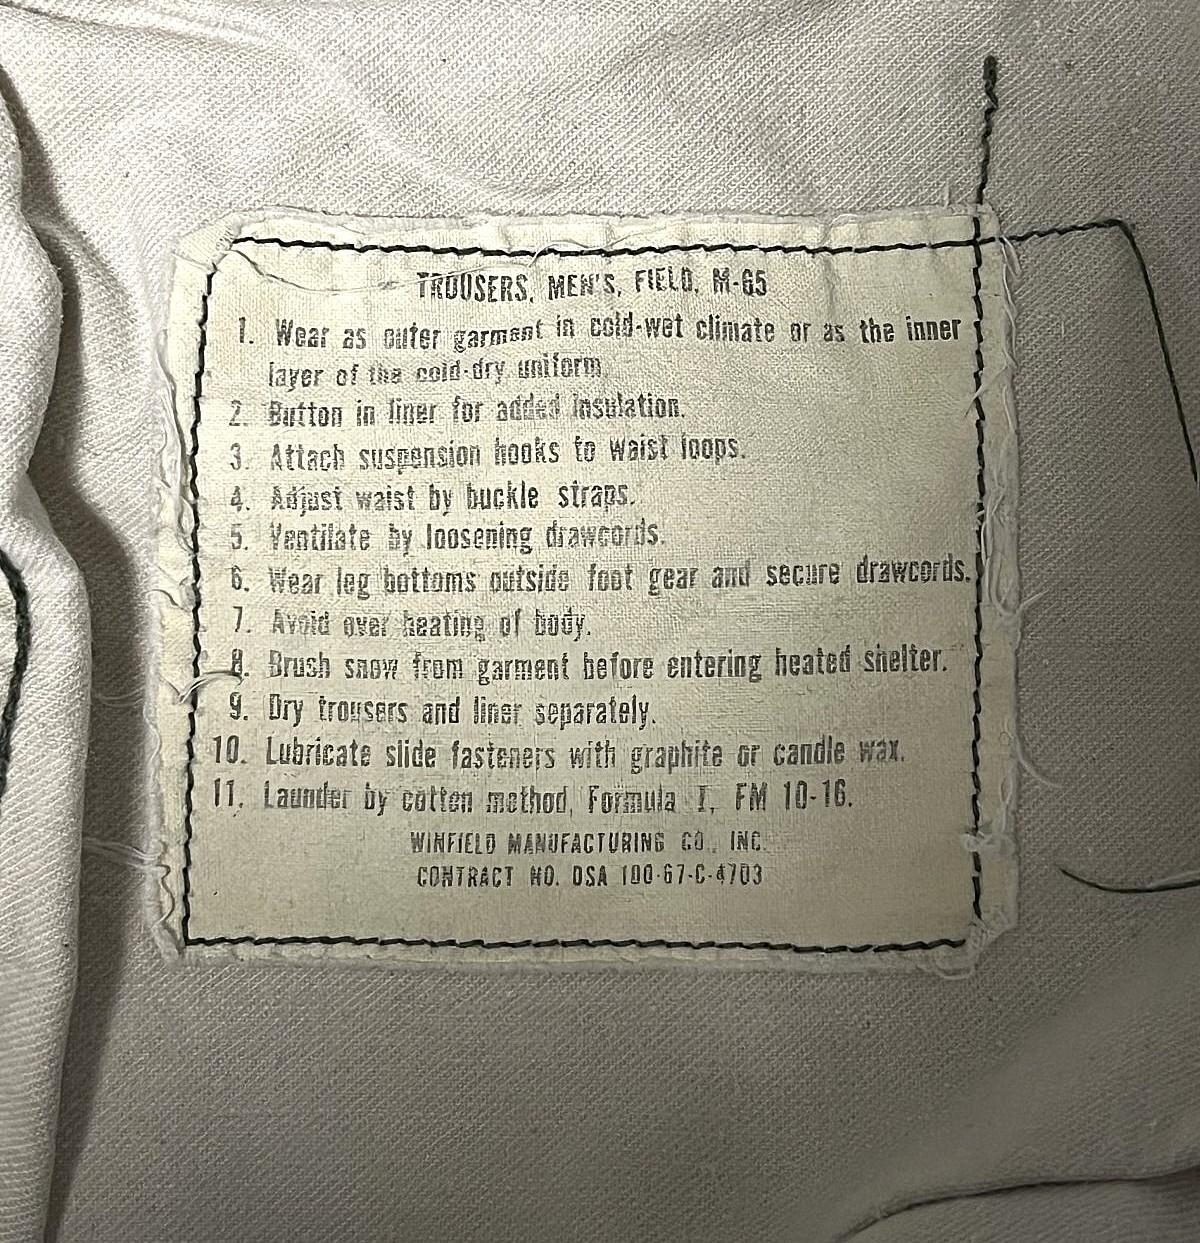 TROUSERS, MEN'S, FIELD, M-65
1. Wear as outer garment in cold-wet climate or as the inner
layer of the cold-dry uniform.
2. Button in liner for added insulation.
3. Attach suspension hooks to waist loops.
4. Adjust waist by buckle straps.
5. Ventilate by loosening drawcords.
6. Wear leg bottoms outside foot gear and secure drawcords.
7. Avoid over heating of body.
8. Brush snow from garment before entering heated shelter.
9. Dry trousers and liner separately.
10. Lubricate slide fasteners with graphite or candle wax.
11. Launder by cotton method, Formula I, FM 10-16.
WINFIELD MANUFACTURING CO., INC.
CONTRACT NO. DSA 100-67-C-4703